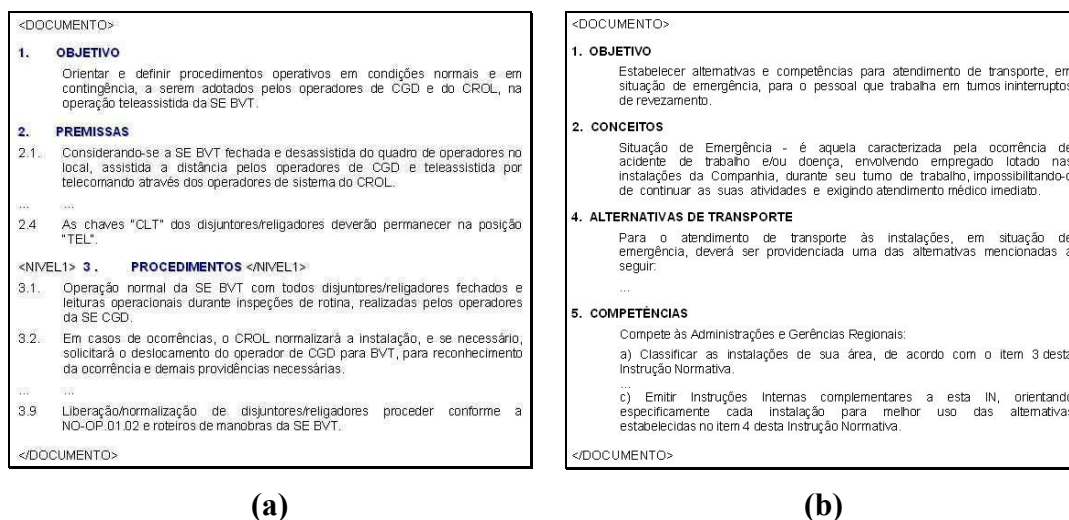 <DOCUMENTO>
1. OBJETIVO
Orientar e definir procedimentos operativos em condições normais e em
contingência, a serem adotados pelos operadores de CGD e do CROL, na
operação teleassistida da SE BVT.
2. PREMISSAS
2.1. Considerando-se a SE BVT fechada e desassistida do quadro de operadores no
local, assistida a distância pelos operadores de CGD e teleassistida por
telecomando através dos operadores de sistema do CROL.
... ...
2.4 As chaves "CLT" dos disjuntores/religadores deverão permanecer na posição
"TEL".
<NIVEL1> 3 . PROCEDIMENTOS </NIVEL1>
3.1. Operação normal da SE BVT com todos disjuntores/religadores fechados e
leituras operacionais durante inspeções de rotina, realizadas pelos operadores
da SE CGD.
3.2. Em casos de ocorrências, o CROL normalizará a instalação, e se necessário,
solicitará o deslocamento do operador de CGD para BVT, para reconhecimento
da ocorrência e demais providências necessárias.
... ...
3.9 Liberação/normalização de disjuntores/religadores proceder conforme a
NO-OP.01.02 e roteiros de manobras da SE BVT.
</DOCUMENTO>
(a)
<DOCUMENTO>
1. OBJETIVO
Estabelecer alternativas e competências para atendimento de transporte, em
situação de emergência, para o pessoal que trabalha em turnos ininterruptos
de revezamento.
2. CONCEITOS
Situação de Emergência - é aquela caracterizada pela ocorrência de
acidente de trabalho e/ou doença, envolvendo empregado lotado nas
instalações da Companhia, durante seu turno de trabalho, impossibilitando-o
de continuar as suas atividades e exigindo atendimento médico imediato.
4. ALTERNATIVAS DE TRANSPORTE
Para o atendimento de transporte às instalações, em situação de
emergência, deverá ser providenciada uma das alternativas mencionadas a
seguir:
...
5. COMPETÊNCIAS
Compete às Administrações e Gerências Regionais:
a) Classificar as instalações de sua área, de acordo com o item 3 desta
Instrução Normativa.
...
c) Emitir Instruções Internas complementares a esta IN, orientando
especificamente cada instalação para melhor uso das alternativas
estabelecidas no item 4 desta Instrução Normativa.
</DOCUMENTO>
(b)